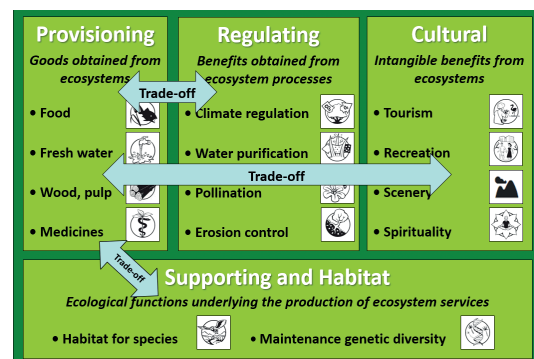 Provisioning
Goods obtained from
ecosystems
• Food
• Fresh water
• Wood, pulp
• Medicines
Regulating
Benefits obtained from
ecosystem processes
• Climate regulation
• Water purification
• Pollination
• Erosion control
Cultural
Intangible benefits from
ecosystems
• Tourism
• Recreation
• Scenery
• Spirituality
Trade-off
Trade-off
Trade-off
Supporting and Habitat
Ecological functions underlying the production of ecosystem services
• Habitat for species
• Maintenance genetic diversity